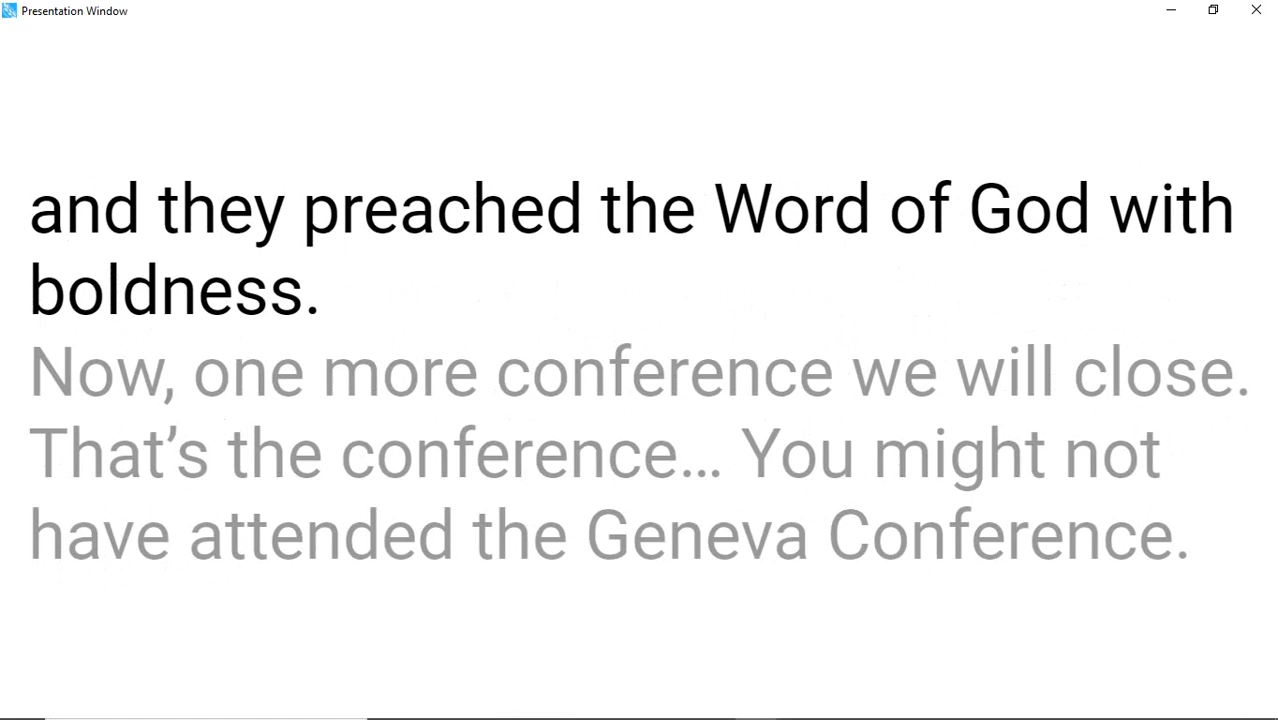 Presentation Window
and they preached the Word of God with
boldness.
Now, one more conference we will close.
That’s the conference… You might not
have attended the Geneva Conference.